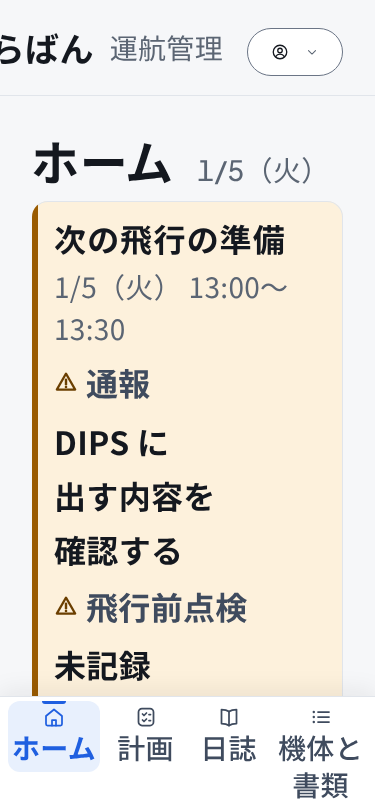 らばん 運航管理
ホーム 1/5（火）
次の飛行の準備
1/5（火） 13:00～
13:30
通報
DIPS に
出す内容を
確認する
飛行前点検
未記録
ホーム 計画 日誌 機体と
書類